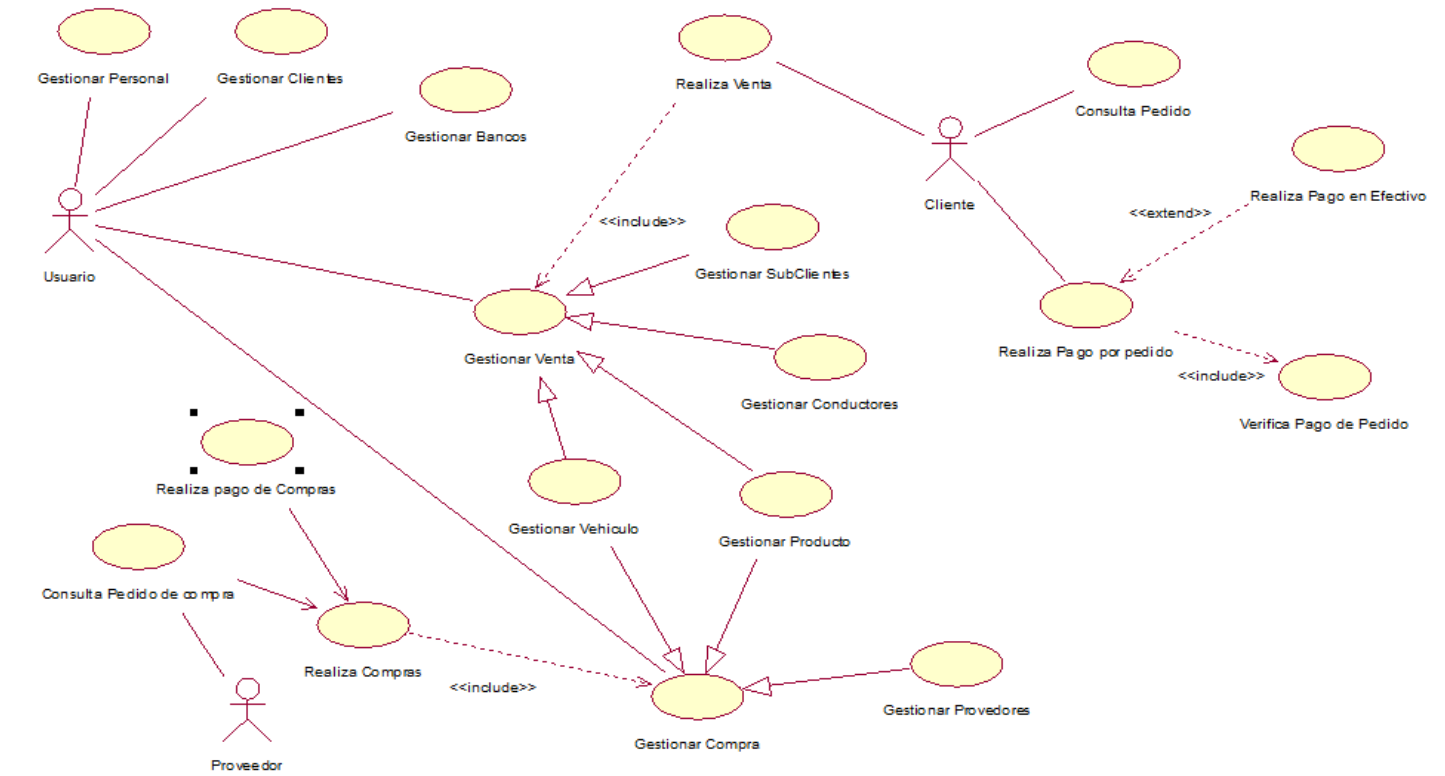 Gestionar Personal
Gestionar Clientes
Realiza Venta
Consulta Pedido
Gestionar Bancos
Realiza Pago en Efectivo
Cliente
<<extend>>
<<include>>
Usuario
Gestionar SubClientes
Realiza Pago por pedido
Gestionar Venta
<<include>>
Gestionar Conductores
Verifica Pago de Pedido
Realiza pago de Compras
Gestionar Vehiculo
Gestionar Producto
Consulta Pedido de compra
Realiza Compras
<<include>>
Gestionar Provedores
Gestionar Compra
Proveedor